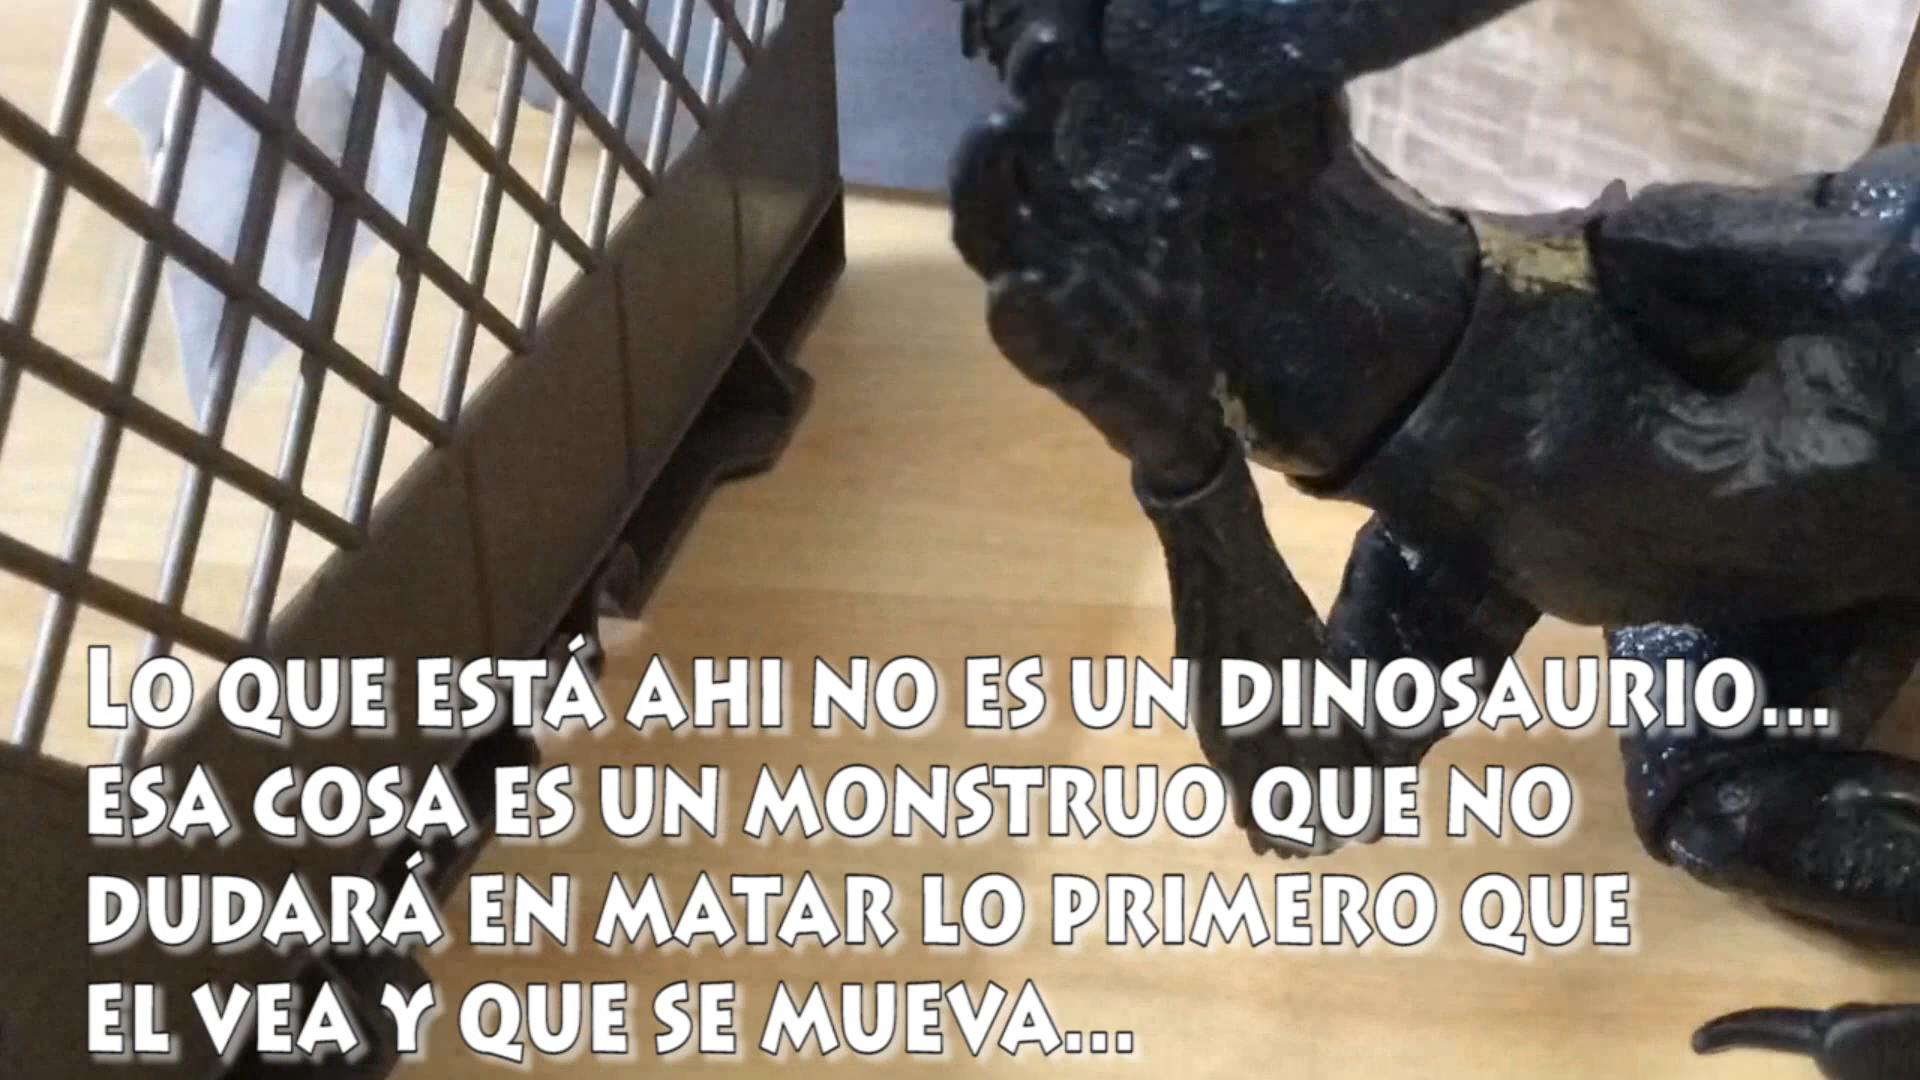 Lo que está ahi no es un dinosaurio...
esa cosa es un monstruo que no
dudará en matar lo primero que
el vea y que se mueva...